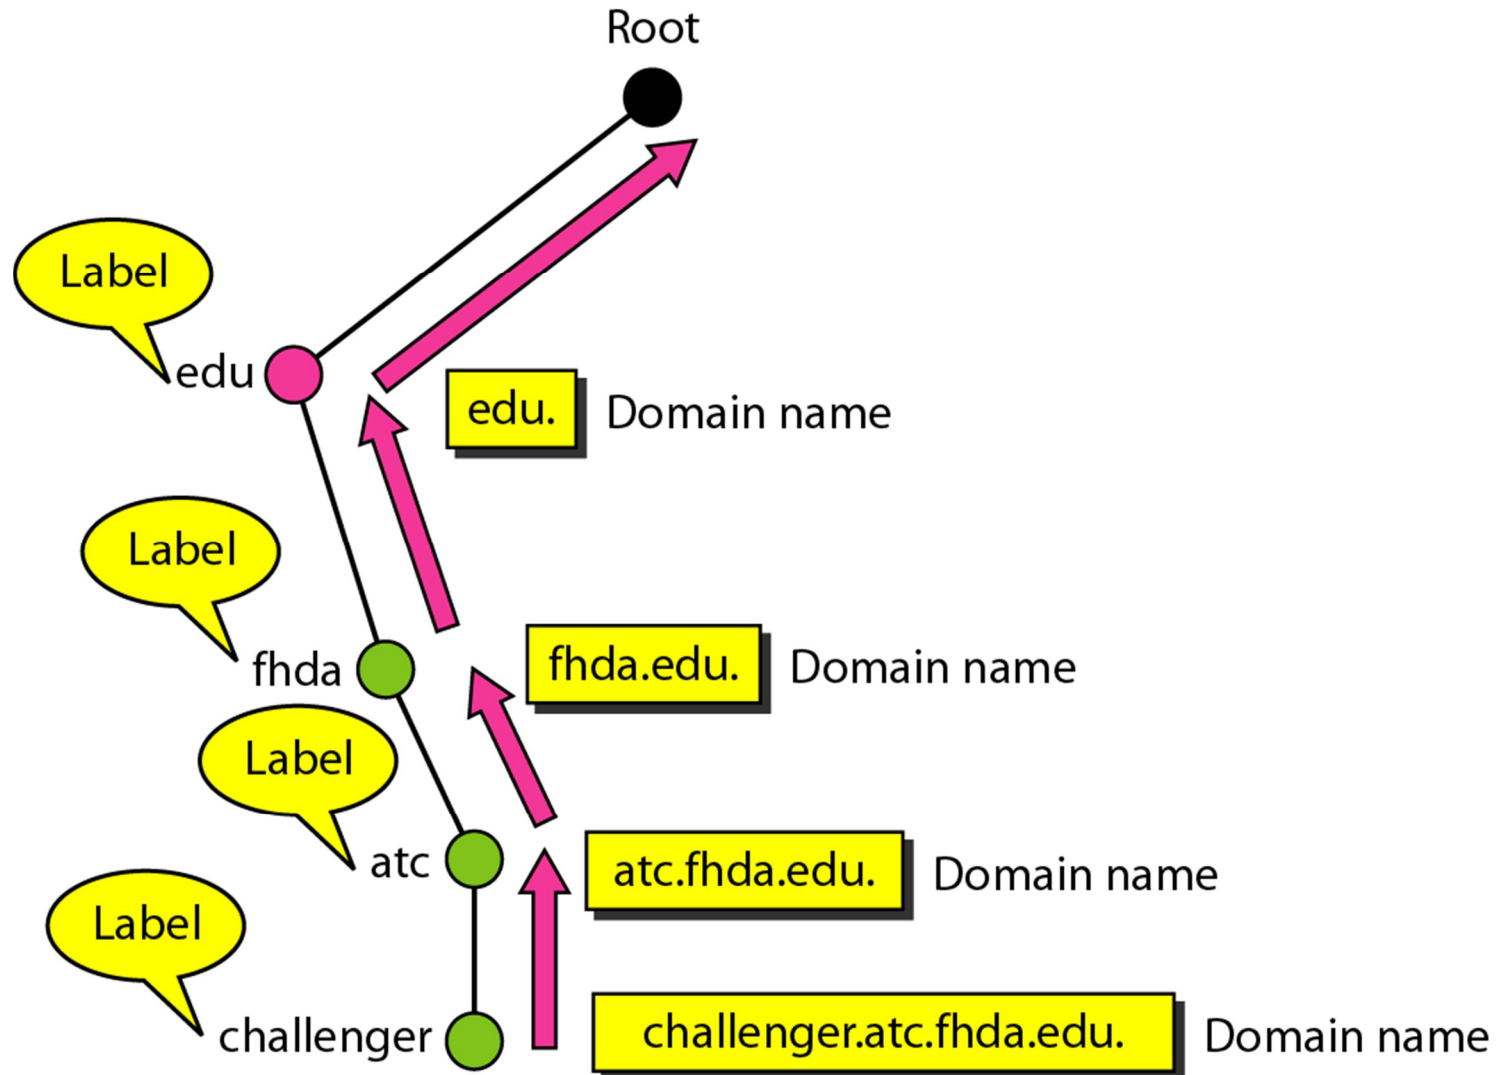 Root
Label
edu
edu.
Domain name
Label
fhda
fhda.edu.
Domain name
Label
atc
atc.fhda.edu.
Domain name
Label
challenger
challenger.atc.fhda.edu.
Domain name